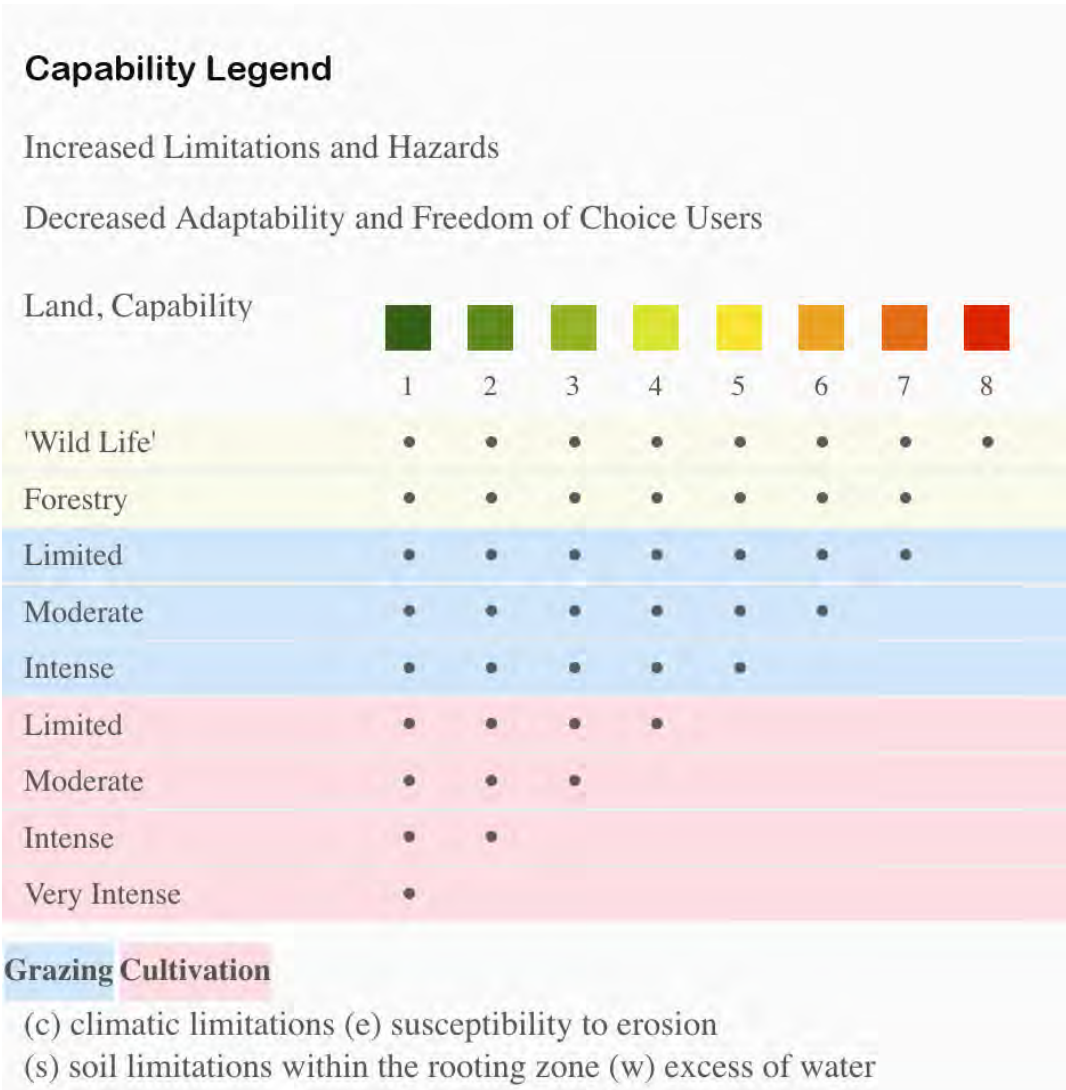 Capability Legend
Increased Limitations and Hazards
Decreased Adaptability and Freedom of Choice Users
Land, Capability
1 2 3 4 5 6 7 8
'Wild Life' • • • • • • • •
Forestry • • • • • • •
Limited • • • • • • •
Moderate • • • • • •
Intense • • • • •
Limited • • • •
Moderate • • •
Intense • •
Very Intense •
Grazing Cultivation
(c) climatic limitations (e) susceptibility to erosion
(s) soil limitations within the rooting zone (w) excess of water